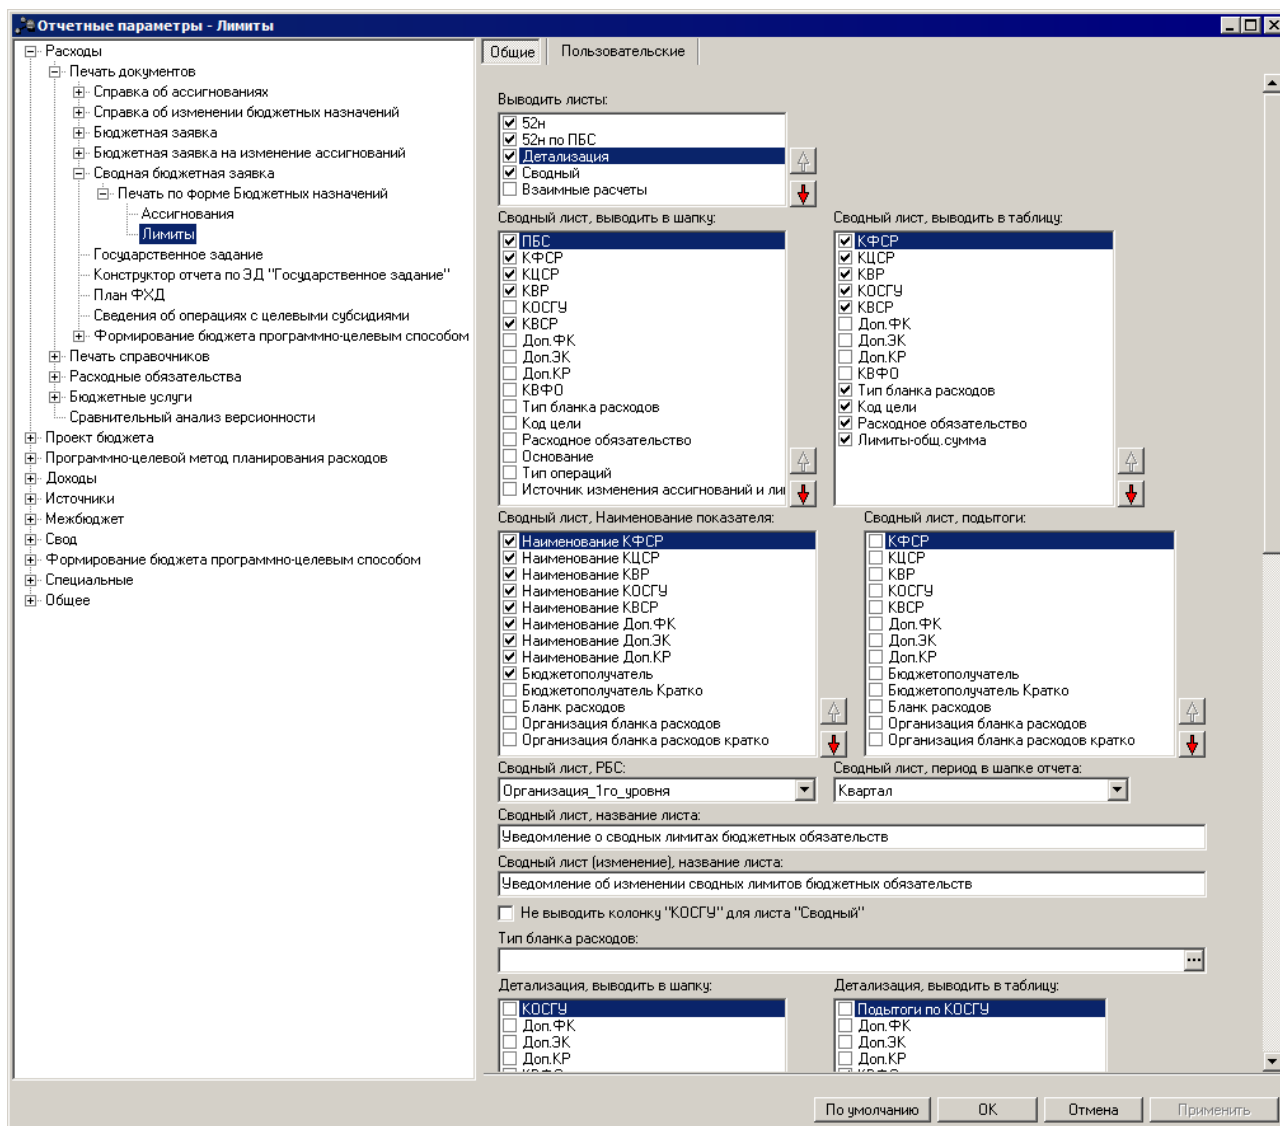 Отчетные параметры - Лимиты
Расходы
Печать документов
Справка об ассигнованиях
Справка об изменении бюджетных назначений
Бюджетная заявка
Бюджетная заявка на изменение ассигнований
Сводная бюджетная заявка
Печать по форме Бюджетных назначений
Ассигнования
Лимиты
Государственное задание
Конструктор отчета по ЭД "Государственное задание"
План ФХД
Сведения об операциях с целевыми субсидиями
Формирование бюджета программно-целевым способом
Печать справочников
Расходные обязательства
Бюджетные услуги
Сравнительный анализ версионности
Проект бюджета
Программно-целевой метод планирования расходов
Доходы
Источники
Межбюджет
Свод
Формирование бюджета программно-целевым способом
Специальные
Общее
Общие
Пользовательские
Выводить листы:
52н
52н по ПБС
Детализация
Сводный
Взаимные расчеты
Сводный лист, выводить в шапку:
ПБС
КФСР
КЦСР
КВР
КОСГУ
КВСР
Доп.ФК
Доп.ЭК
Доп.КР
КВФО
Тип бланка расходов
Код цели
Расходное обязательство
Основание
Тип операций
Источник изменения ассигнований и ли
Сводный лист, выводить в таблицу:
КФСР
КЦСР
КВР
КОСГУ
КВСР
Доп.ФК
Доп.ЭК
Доп.КР
КВФО
Тип бланка расходов
Код цели
Расходное обязательство
Лимиты-общ.сумма
Сводный лист, Наименование показателя:
Наименование КФСР
Наименование КЦСР
Наименование КВР
Наименование КОСГУ
Наименование КВСР
Наименование Доп.ФК
Наименование Доп.ЭК
Наименование Доп.КР
Бюджетополучатель
Бюджетополучатель Кратко
Бланк расходов
Организация бланка расходов
Организация бланка расходов кратко
Сводный лист, подытоги:
КФСР
КЦСР
КВР
КОСГУ
КВСР
Доп.ФК
Доп.ЭК
Доп.КР
Бюджетополучатель
Бюджетополучатель Кратко
Бланк расходов
Организация бланка расходов
Организация бланка расходов кратко
Сводный лист, РБС:
Организация_1го_уровня
Сводный лист, период в шапке отчета:
Квартал
Сводный лист, название листа:
Уведомление о сводных лимитах бюджетных обязательств
Сводный лист (изменение), название листа:
Уведомление об изменении сводных лимитов бюджетных обязательств
Не выводить колонку "КОСГУ" для листа "Сводный"
Тип бланка расходов:
...
Детализация, выводить в шапку:
КОСГУ
Доп.ФК
Доп.ЭК
Доп.КР
КВФО
Детализация, выводить в таблицу:
Подытоги по КОСГУ
Доп.ФК
Доп.ЭК
Доп.КР
КВФО
По умолчанию
OK
Отмена
Применить